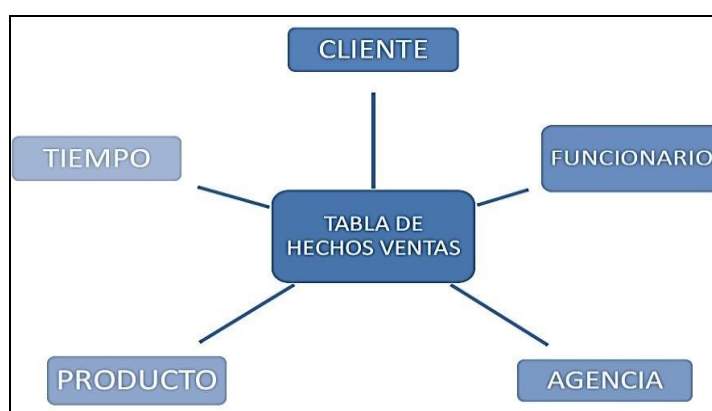 CLIENTE
TIEMPO
FUNCIONARIO
TABLA DE
HECHOS VENTAS
PRODUCTO
AGENCIA